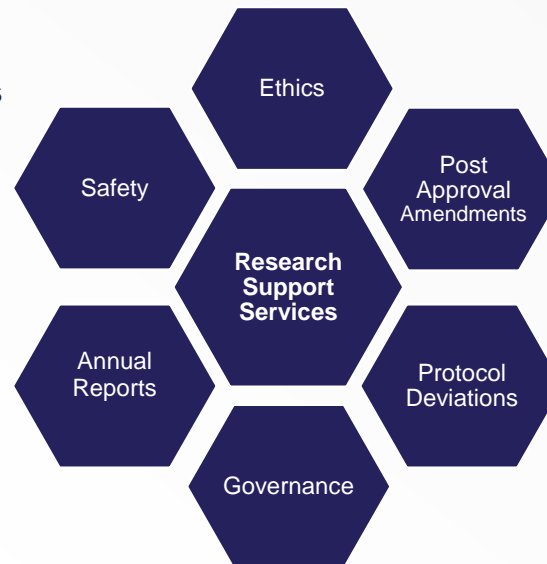 Ethics
s
Safety
Post
Approval
Amendments
Research
Support
Services
Annual
Reports
Protocol
Deviations
Governance